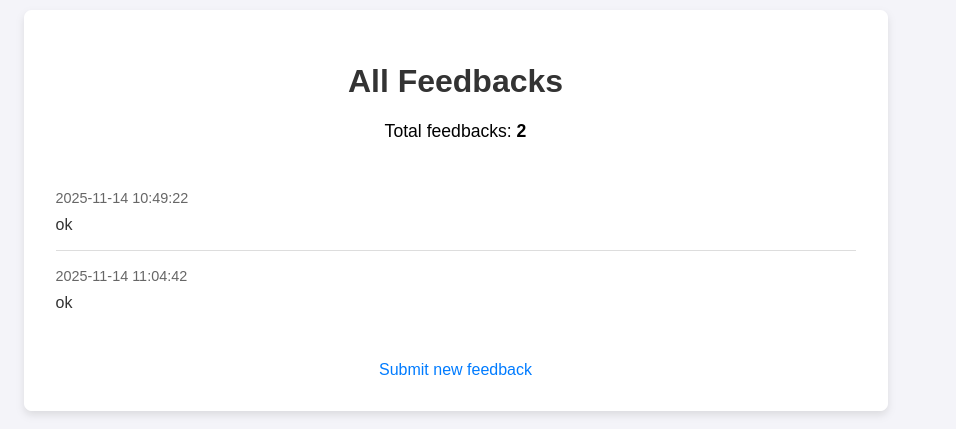 All Feedbacks
Total feedbacks: 2
2025-11-14 10:49:22
ok
2025-11-14 11:04:42
ok
Submit new feedback